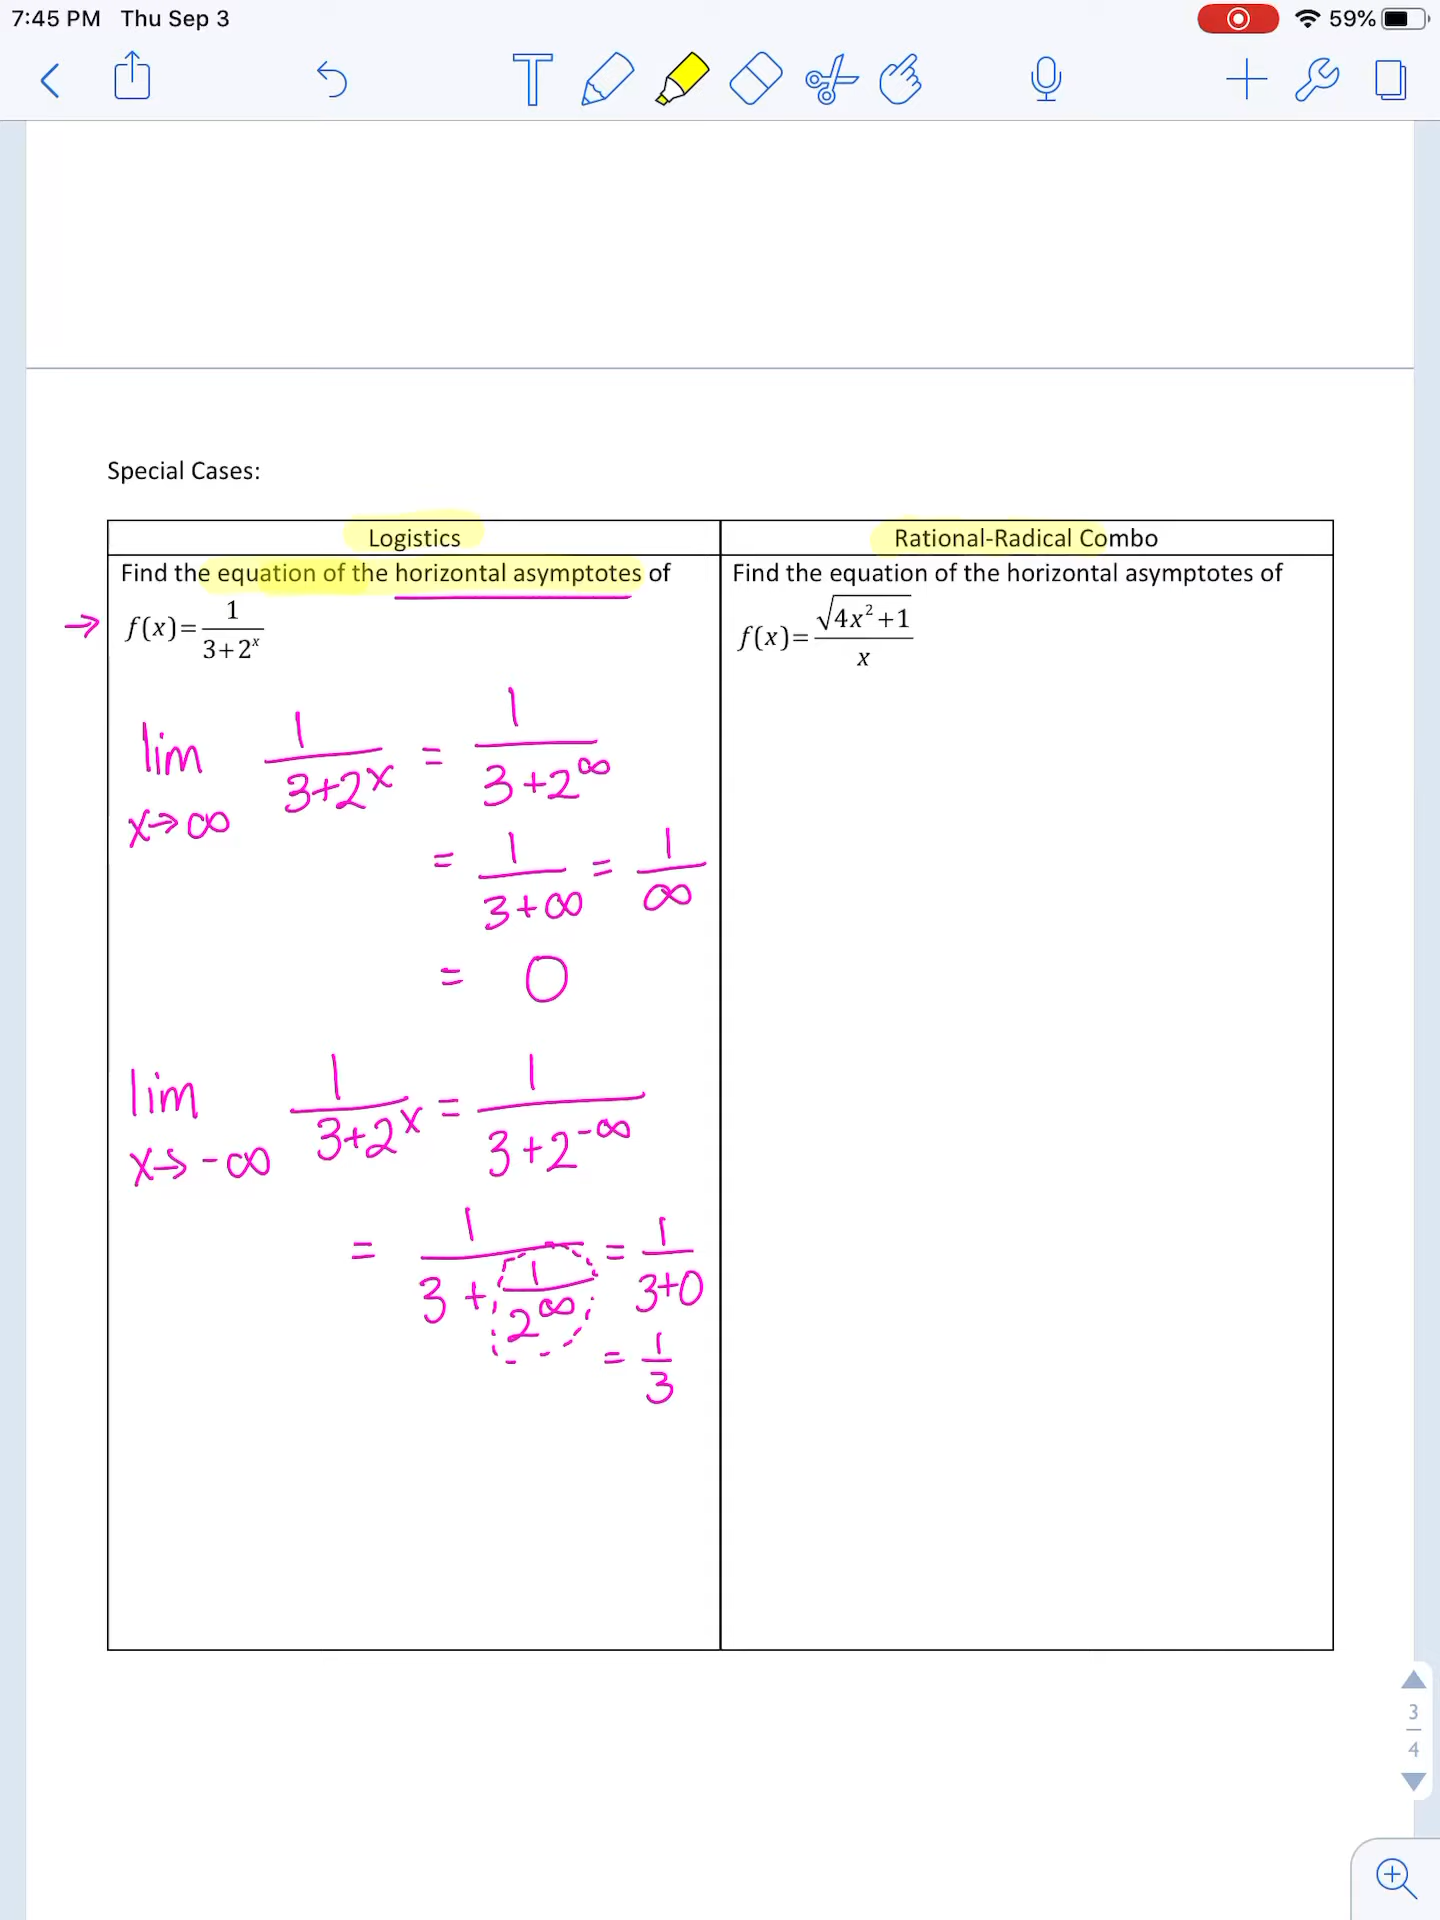 7:45 PM Thu Sep 3 59%
T
Special Cases:
Logistics
Find the equation of the horizontal asymptotes of
→ f(x)=1/(3+2^x)
lim x→∞ 1/(3+2^x) = 1/(3+2^∞)
= 1/(3+∞) = 1/∞
= 0
lim x→-∞ 1/(3+2^x) = 1/(3+2^-∞)
= 1/(3+1/2^∞) = 1/(3+0)
= 1/3
Rational-Radical Combo
Find the equation of the horizontal asymptotes of
f(x)=√(4x²+1)/x
3
4